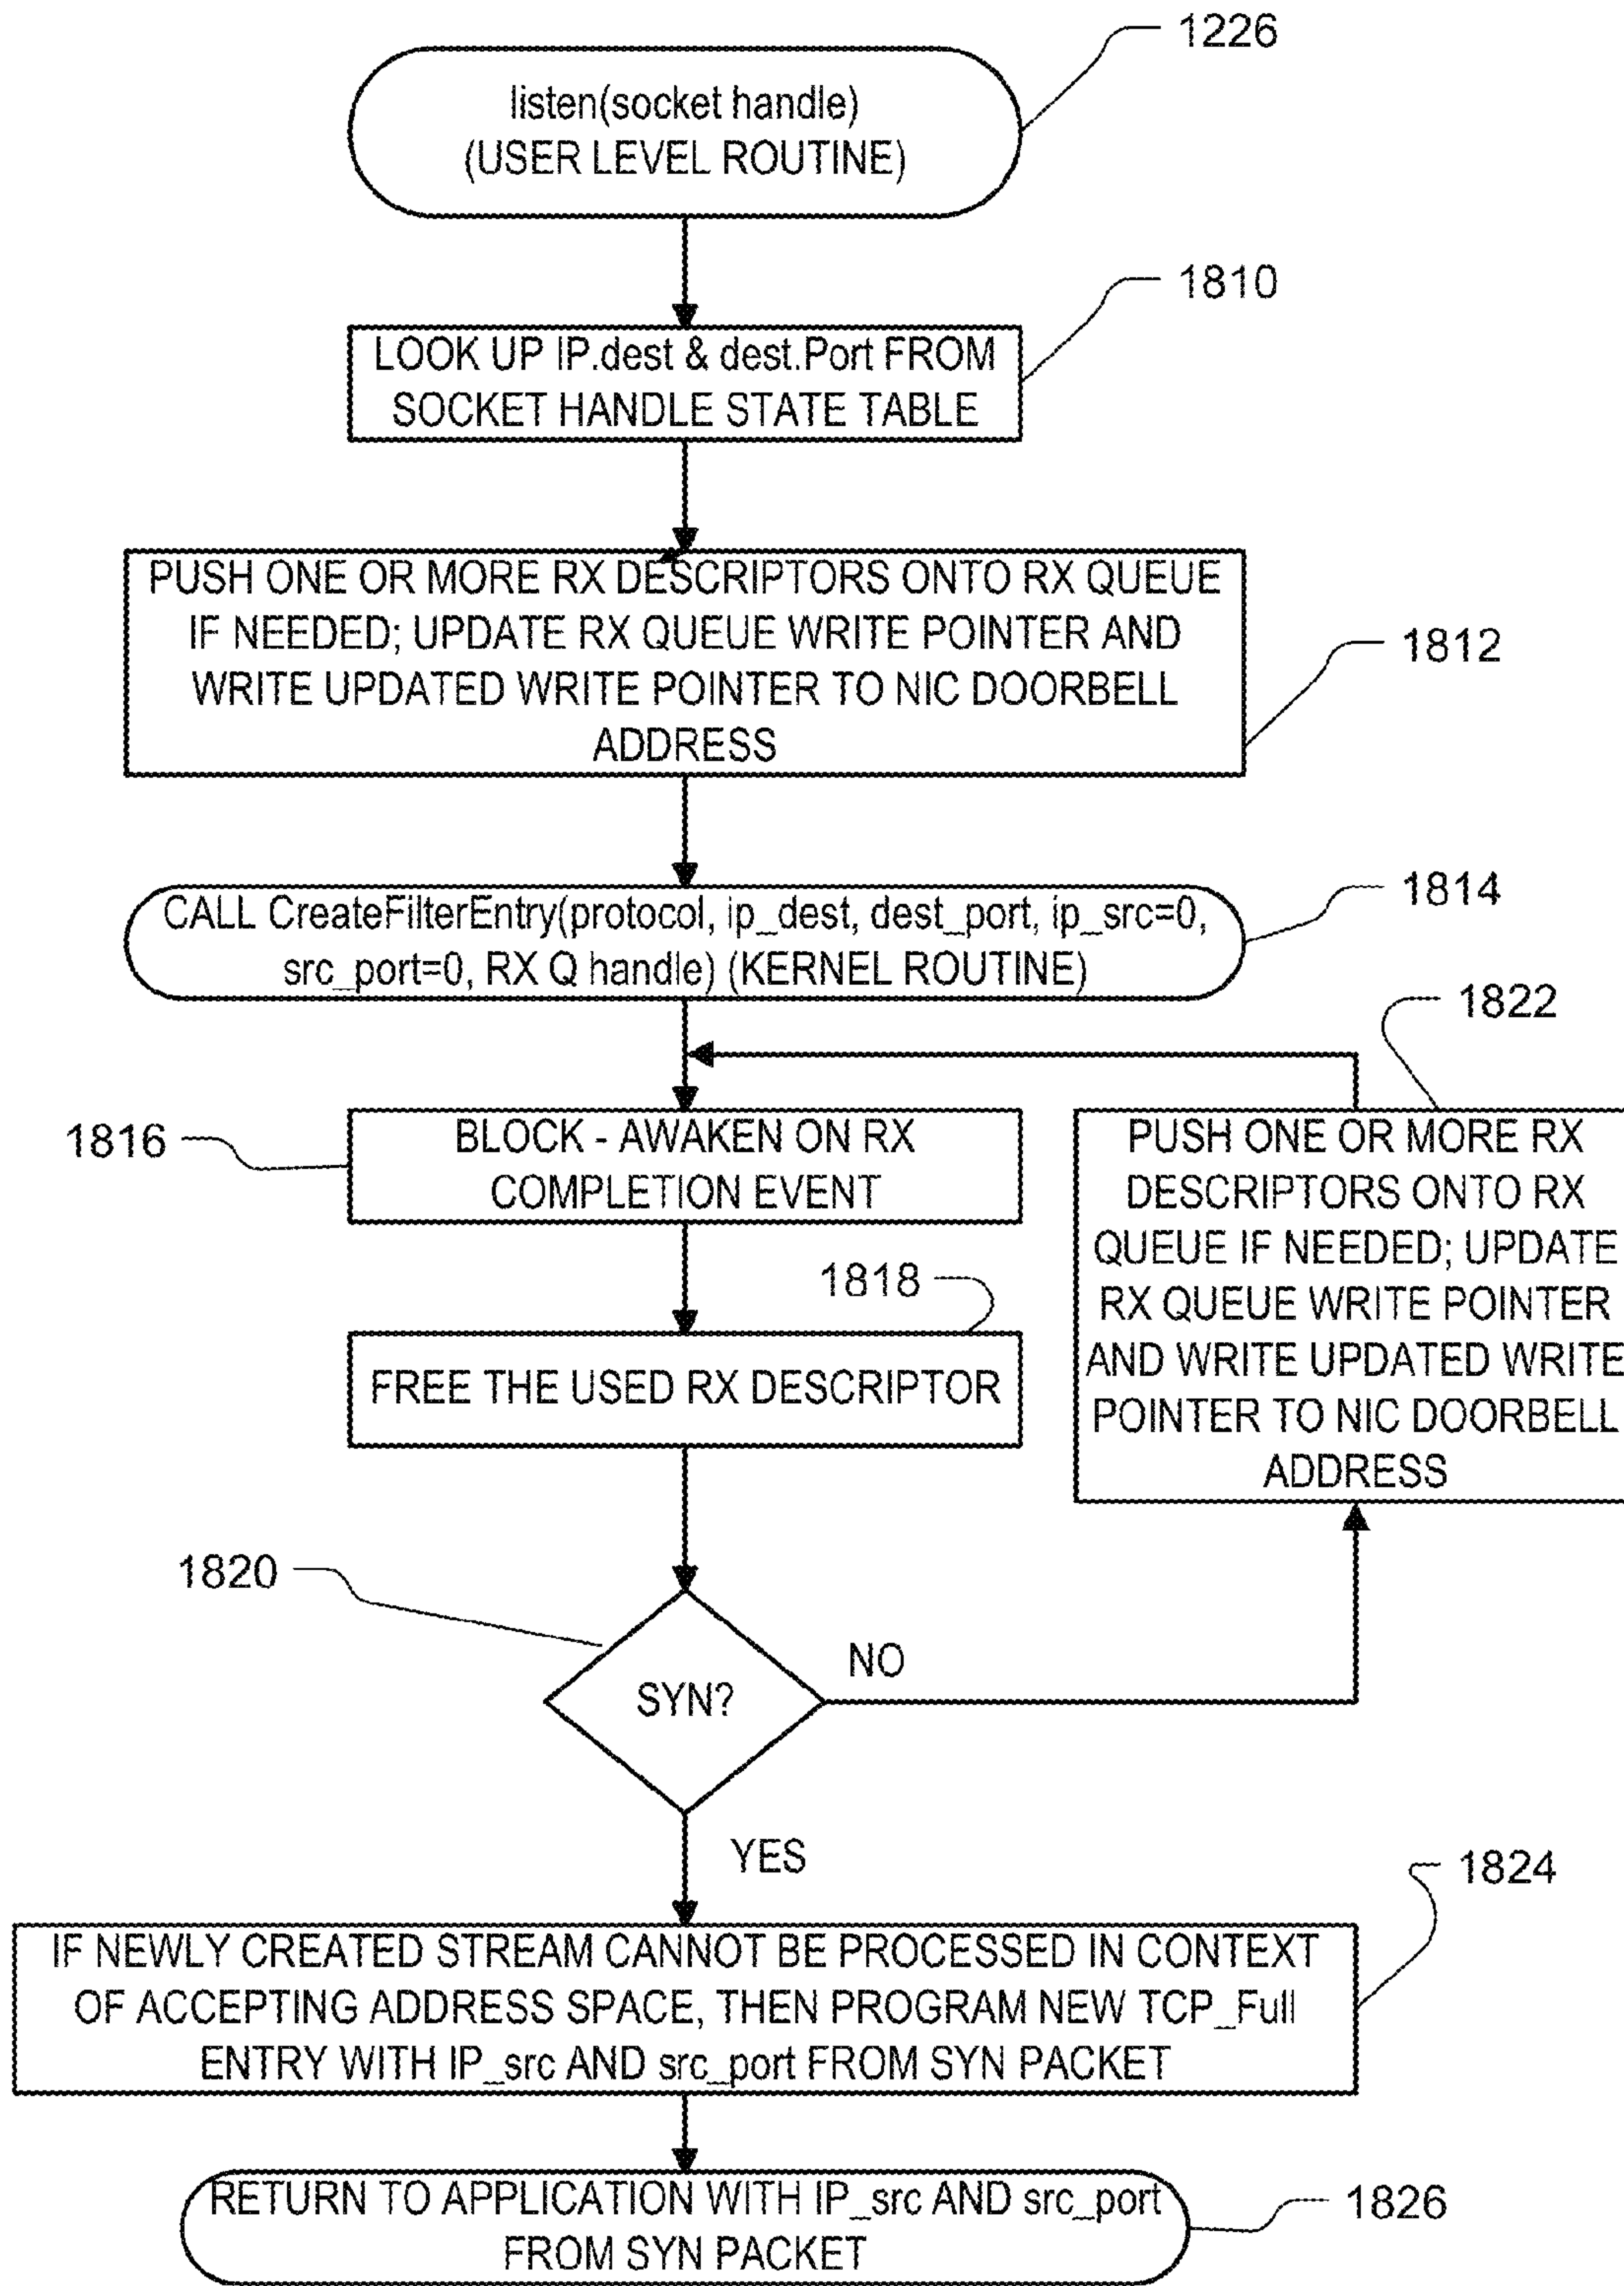 1226
listen(socket handle)
(USER LEVEL ROUTINE)
1810
LOOK UP IP.dest & dest.Port FROM
SOCKET HANDLE STATE TABLE
PUSH ONE OR MORE RX DESCRIPTORS ONTO RX QUEUE
IF NEEDED; UPDATE RX QUEUE WRITE POINTER AND
WRITE UPDATED WRITE POINTER TO NIC DOORBELL
ADDRESS
1812
CALL CreateFilterEntry(protocol, ip_dest, dest_port, ip_src=0,
src_port=0, RX Q handle) (KERNEL ROUTINE)
1814
1816
BLOCK - AWAKEN ON RX
COMPLETION EVENT
1818
FREE THE USED RX DESCRIPTOR
1822
PUSH ONE OR MORE RX
DESCRIPTORS ONTO RX
QUEUE IF NEEDED; UPDATE
RX QUEUE WRITE POINTER
AND WRITE UPDATED WRITE
POINTER TO NIC DOORBELL
ADDRESS
1820
SYN?
NO
YES
1824
IF NEWLY CREATED STREAM CANNOT BE PROCESSED IN CONTEXT
OF ACCEPTING ADDRESS SPACE, THEN PROGRAM NEW TCP_Full
ENTRY WITH IP_src AND src_port FROM SYN PACKET
RETURN TO APPLICATION WITH IP_src AND src_port
FROM SYN PACKET
1826